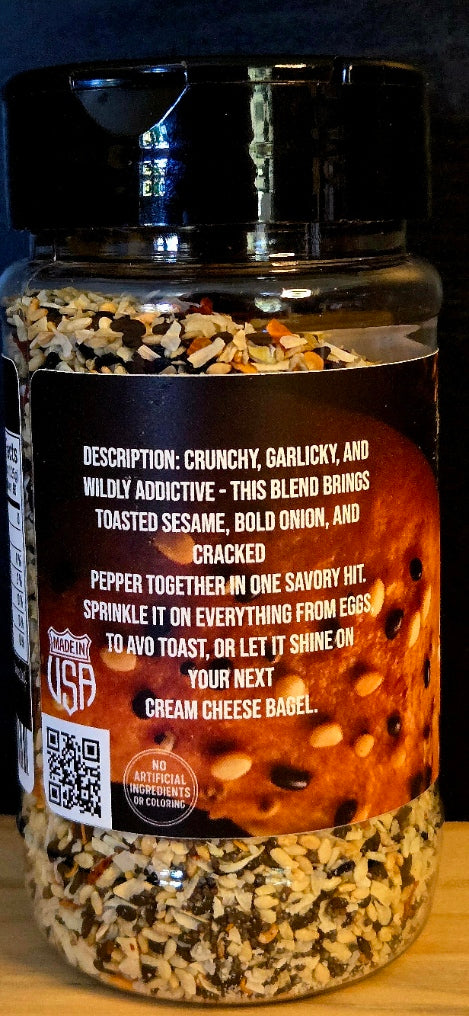 DESCRIPTION: CRUNCHY, GARLICKY, AND
WILDLY ADDICTIVE - THIS BLEND BRINGS
TOASTED SESAME, BOLD ONION, AND
CRACKED
PEPPER TOGETHER IN ONE SAVORY HIT.
SPRINKLE IT ON EVERYTHING FROM EGGS,
TO AVO TOAST, OR LET IT SHINE ON
YOUR NEXT
CREAM CHEESE BAGEL.
MADE IN
USA
NO
ARTIFICIAL
INGREDIENTS
OR COLORING